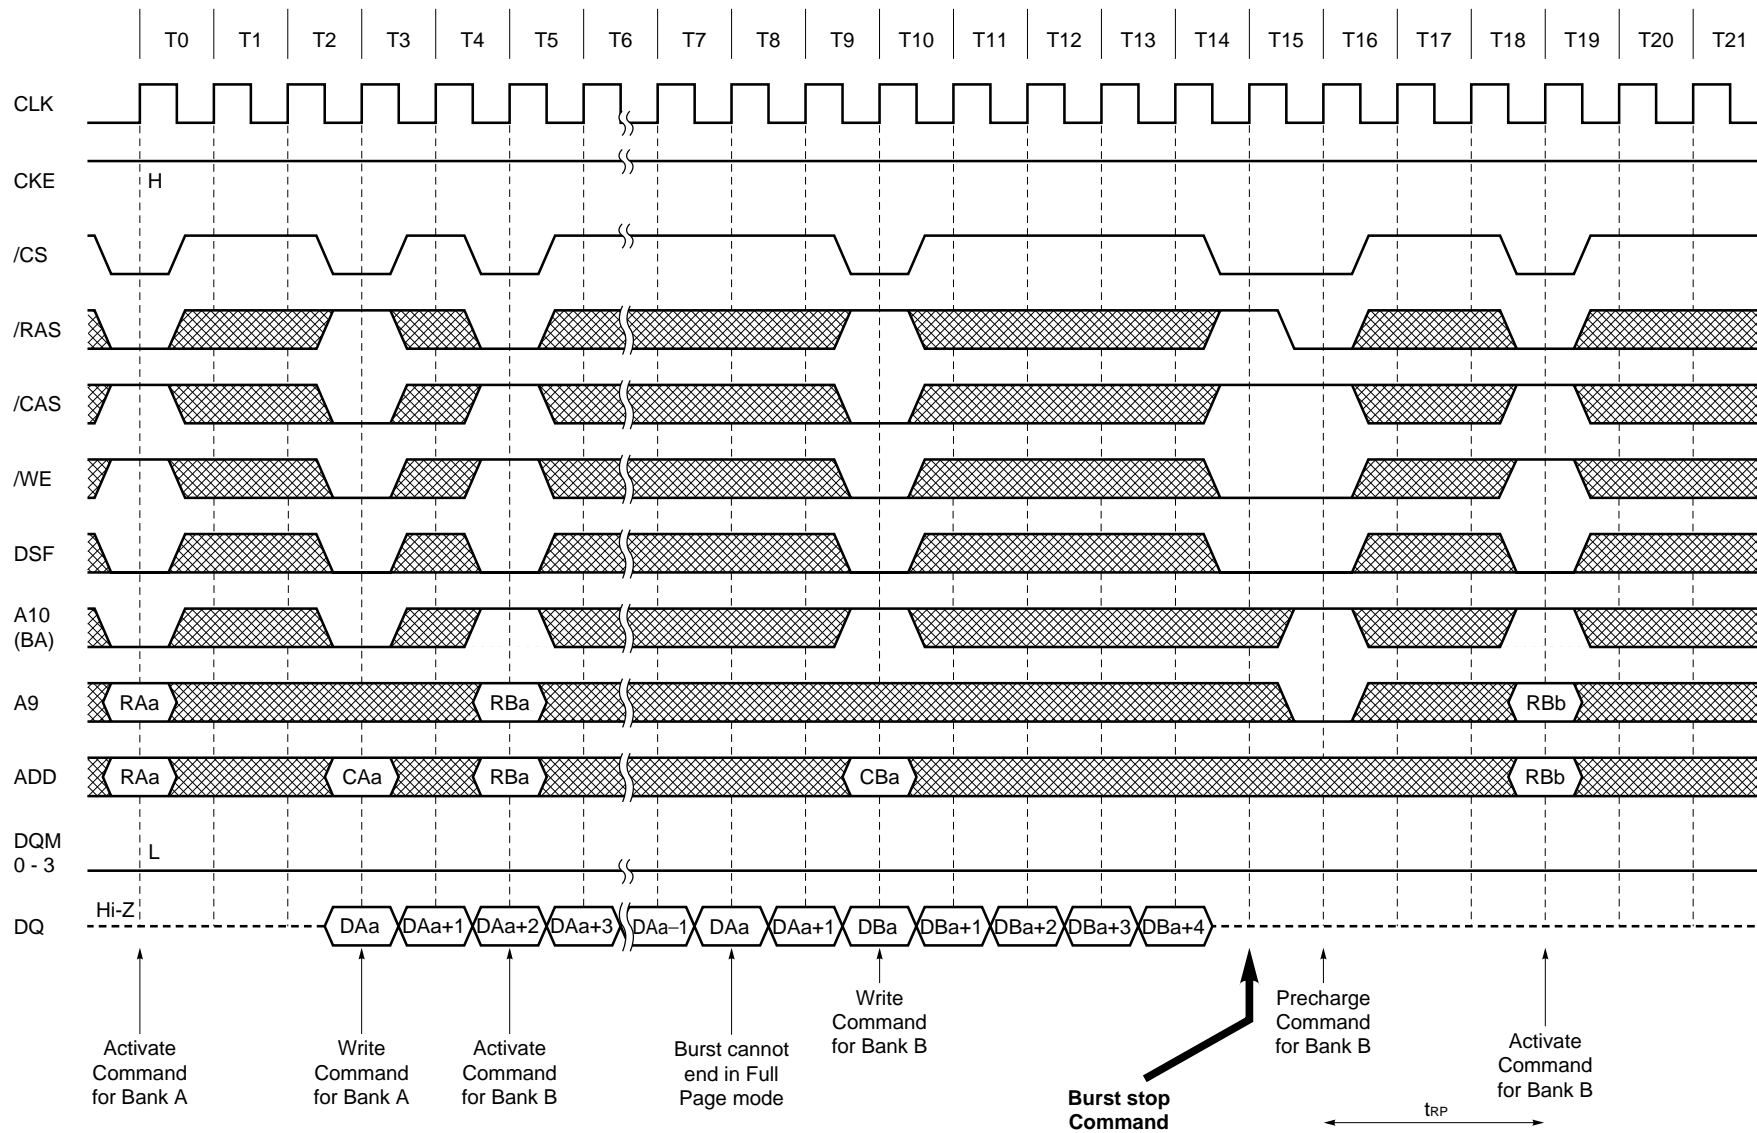 T0 T1 T2 T3 T4 T5 T6 T7 T8 T9 T10 T11 T12 T13 T14 T15 T16 T17 T18 T19 T20 T21
CLK
CKE
H
/CS
/RAS
/CAS
/WE
DSF
A10
(BA)
A9 RAa RBa RBb
ADD RAa CAa RBa CBa RBb
DQM
0 - 3
L
DQ Hi-Z DAa DAa+1 DAa+2 DAa+3 DAa−1 DAa DAa+1 DBa DBa+1 DBa+2 DBa+3 DBa+4
Activate
Command
for Bank A
Write
Command
for Bank A
Activate
Command
for Bank B
Burst cannot
end in Full
Page mode
Write
Command
for Bank B
Burst stop
Command
Precharge
Command
for Bank B
Activate
Command
for Bank B
tRP